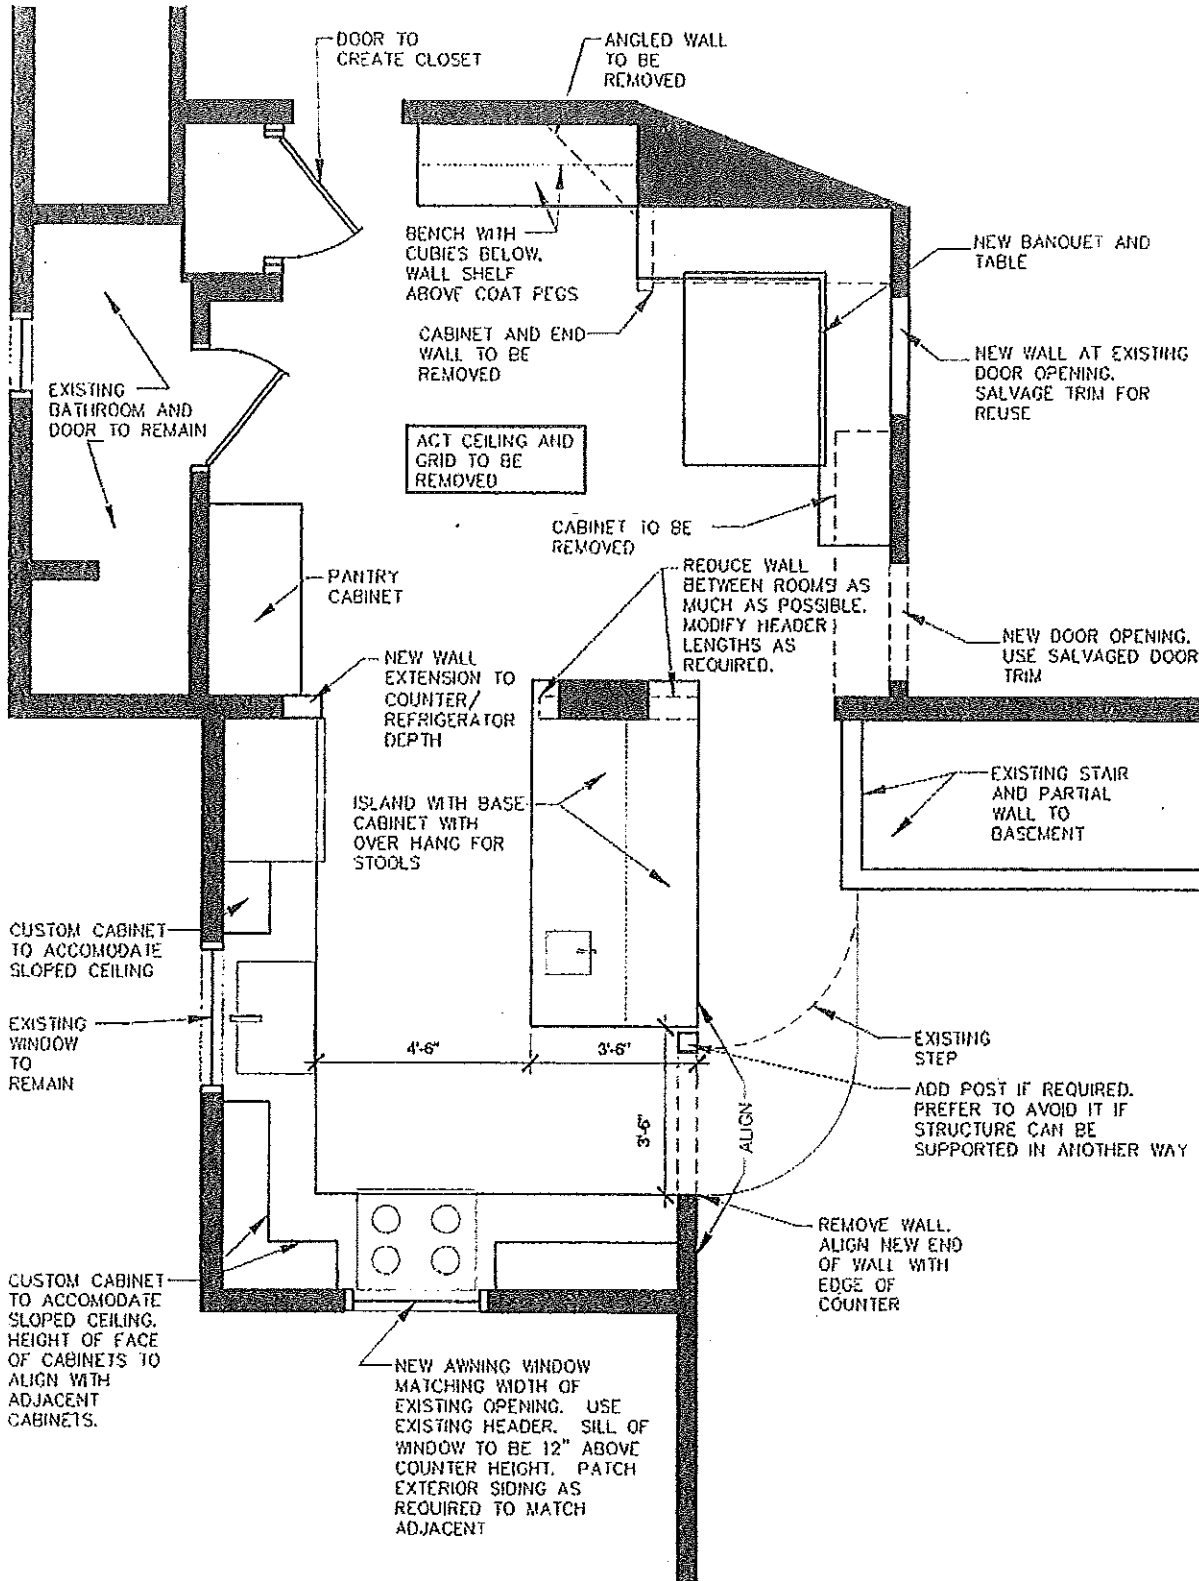 DOOR TO
CREATE CLOSET
ANGLED WALL
TO BE
REMOVED
BENCH WITH
CUBIES BELOW.
WALL SHELF
ABOVE COAT PEGS
NEW BANQUET AND
TABLE
CABINET AND END
WALL TO BE
REMOVED
NEW WALL AT EXISTING
DOOR OPENING.
SALVAGE TRIM FOR
REUSE
EXISTING
BATHROOM AND
DOOR TO REMAIN
ACT CEILING AND
GRID TO BE
REMOVED
CABINET TO BE
REMOVED
PANTRY
CABINET
REDUCE WALL
BETWEEN ROOMS AS
MUCH AS POSSIBLE.
MODIFY HEADER
LENGTHS AS
REQUIRED.
NEW DOOR OPENING.
USE SALVAGED DOOR
TRIM
NEW WALL
EXTENSION TO
COUNTER/
REFRIGERATOR
DEPTH
EXISTING STAIR
AND PARTIAL
WALL TO
BASEMENT
ISLAND WITH BASE
CABINET WITH
OVER HANG FOR
STOOLS
CUSTOM CABINET
TO ACCOMODATE
SLOPED CEILING
EXISTING
WINDOW
TO
REMAIN
4'-6"
3'-6"
3'-6"
ALIGN
EXISTING
STEP
ADD POST IF REQUIRED.
PREFER TO AVOID IT IF
STRUCTURE CAN BE
SUPPORTED IN ANOTHER WAY
REMOVE WALL.
ALIGN NEW END
OF WALL WITH
EDGE OF
COUNTER
CUSTOM CABINET
TO ACCOMODATE
SLOPED CEILING.
HEIGHT OF FACE
OF CABINETS TO
ALIGN WITH
ADJACENT
CABINETS.
NEW AWNING WINDOW
MATCHING WIDTH OF
EXISTING OPENING. USE
EXISTING HEADER. SILL OF
WINDOW TO BE 12" ABOVE
COUNTER HEIGHT. PATCH
EXTERIOR SIDING AS
REQUIRED TO MATCH
ADJACENT